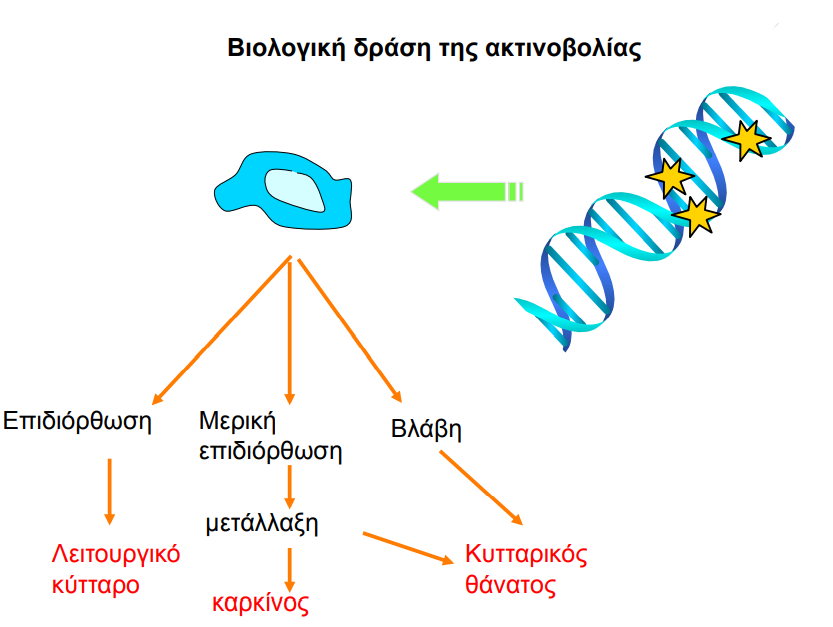 Βιολογική δράση της ακτινοβολίας
Επιδιόρθωση
Μερική
επιδιόρθωση
Βλάβη
μετάλλαξη
Λειτουργικό
κύτταρο
καρκίνος
Κυτταρικός
θάνατος